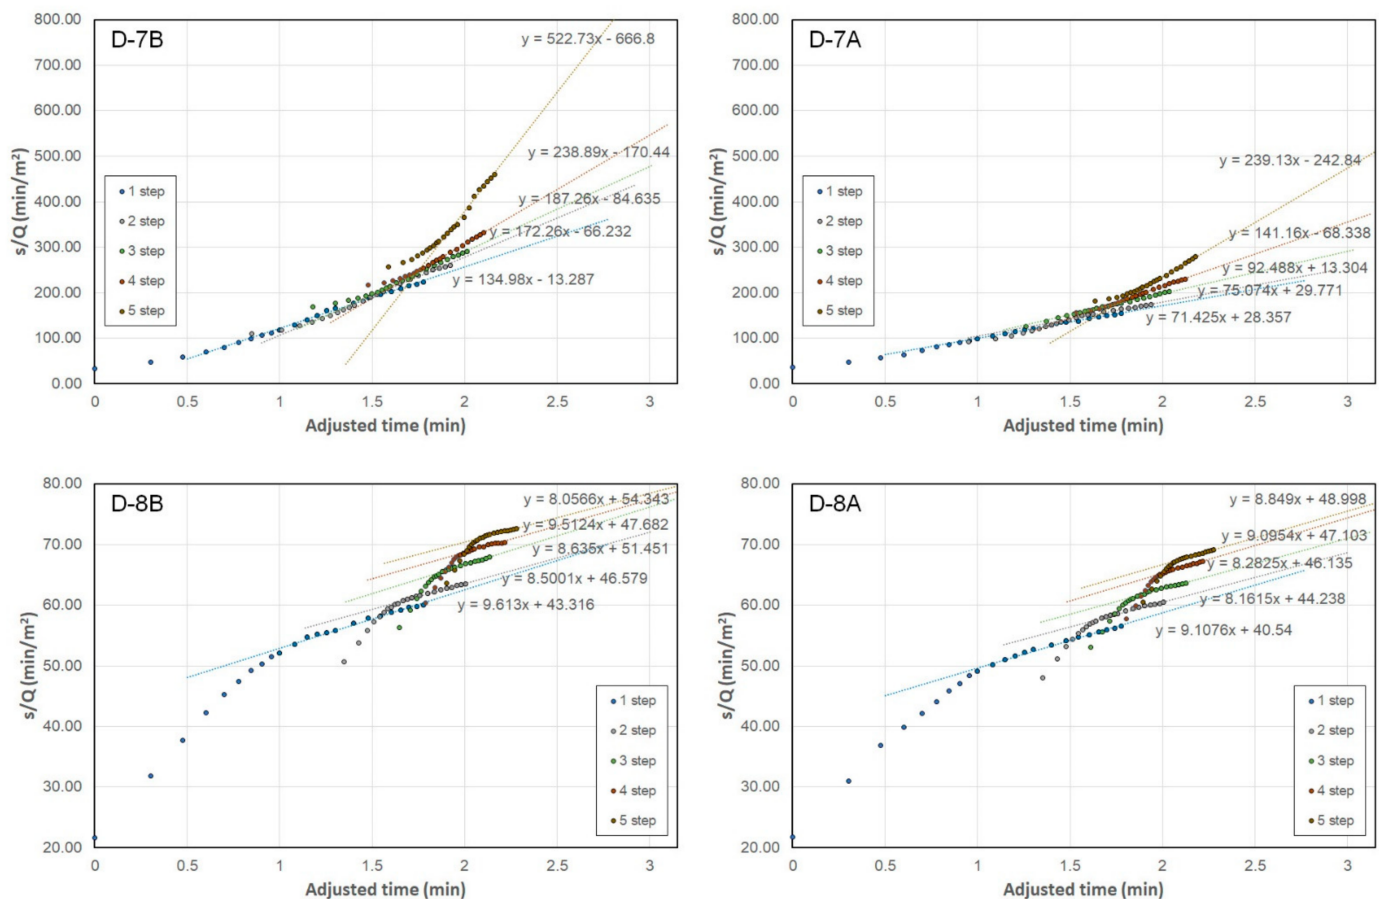 D-7B
800.00
700.00
600.00
500.00
400.00
300.00
200.00
100.00
0.00
s/Q (min/m²)
1 step
2 step
3 step
4 step
5 step
y = 522.73x - 666.8
y = 238.89x - 170.44
y = 187.26x - 84.635
y = 172.26x - 66.232
y = 134.98x - 13.287
0 0.5 1 1.5 2 2.5 3
Adjusted time (min)
D-7A
800.00
700.00
600.00
500.00
400.00
300.00
200.00
100.00
0.00
s/Q (min/m²)
1 step
2 step
3 step
4 step
5 step
y = 239.13x - 242.84
y = 141.16x - 68.338
y = 92.488x + 13.304
y = 75.074x + 29.771
y = 71.425x + 28.357
0 0.5 1 1.5 2 2.5 3
Adjusted time (min)
D-8B
80.00
70.00
60.00
50.00
40.00
30.00
20.00
s/Q (min/m²)
y = 8.0566x + 54.343
y = 9.5124x + 47.682
y = 8.635x + 51.451
y = 8.5001x + 46.579
y = 9.613x + 43.316
1 step
2 step
3 step
4 step
5 step
0 0.5 1 1.5 2 2.5 3
Adjusted time (min)
D-8A
80.00
70.00
60.00
50.00
40.00
30.00
20.00
s/Q (min/m²)
y = 8.849x + 48.998
y = 9.0954x + 47.103
y = 8.2825x + 46.135
y = 8.1615x + 44.238
y = 9.1076x + 40.54
1 step
2 step
3 step
4 step
5 step
0 0.5 1 1.5 2 2.5 3
Adjusted time (min)